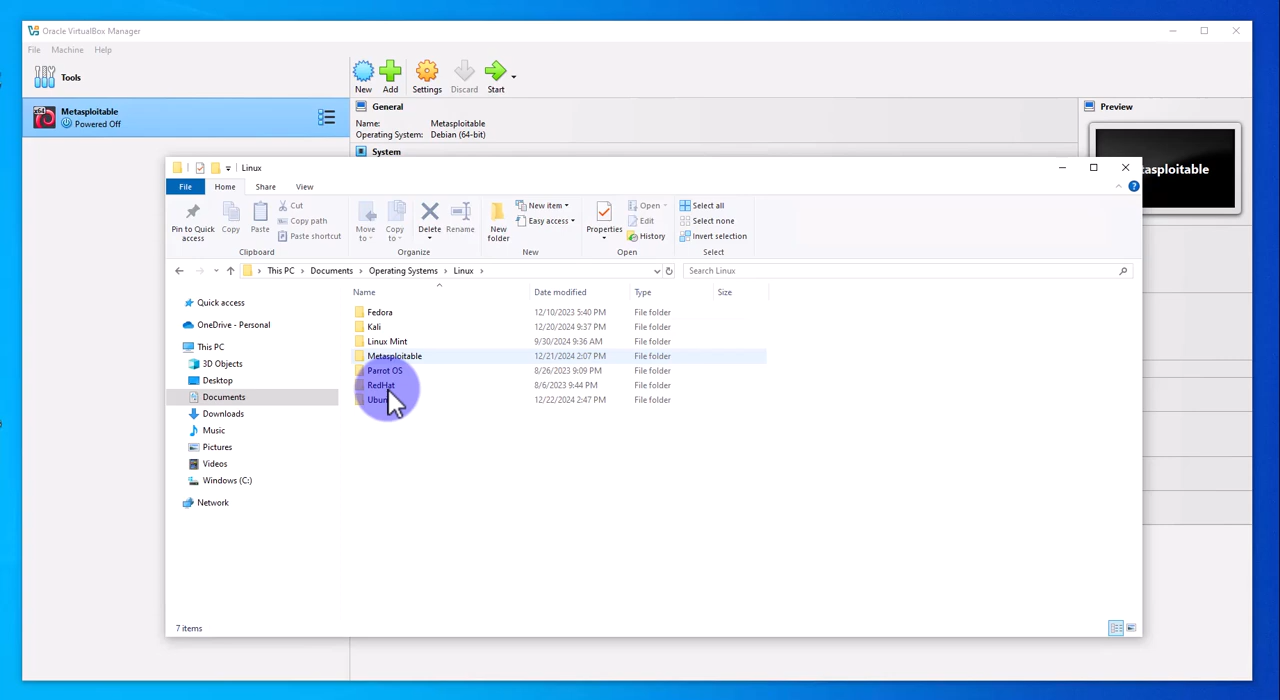 Oracle VirtualBox Manager
File Machine Help
Tools
New Add Settings Discard Start
Metasploitable
Powered Off
General
Name: Metasploitable
Operating System: Debian (64-bit)
System
Preview
asploitable
Linux
File Home Share View
Pin to Quick access
Copy
Paste
Cut
Copy path
Paste shortcut
Clipboard
Move to
Copy to
Delete
Rename
Organize
New folder
New item
Easy access
New
Properties
Open
Edit
History
Open
Select all
Select none
Invert selection
Select
This PC > Documents > Operating Systems > Linux >
Search Linux
Quick access
OneDrive - Personal
This PC
3D Objects
Desktop
Documents
Downloads
Music
Pictures
Videos
Windows (C:)
Network
Name Date modified Type Size
Fedora 12/10/2023 5:40 PM File folder
Kali 12/20/2024 9:37 PM File folder
Linux Mint 9/30/2024 9:36 AM File folder
Metasploitable 12/21/2024 2:07 PM File folder
Parrot OS 8/26/2023 9:09 PM File folder
RedHat 8/6/2023 9:44 PM File folder
Ubun 12/22/2024 2:47 PM File folder
7 items